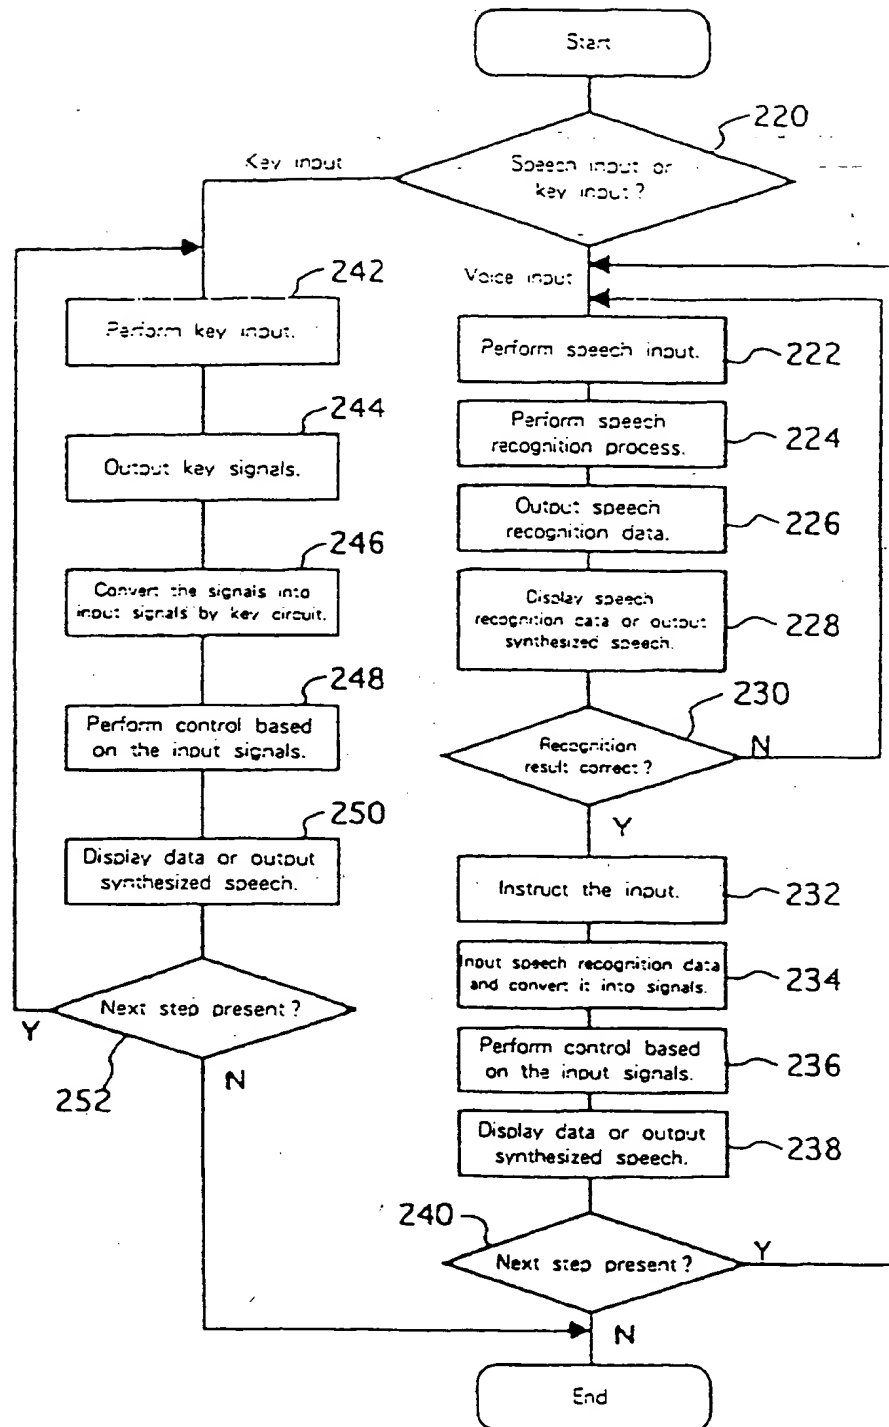 Start
220
Key input
Speech input or
key input?
242
Voice input
Perform key input.
Perform speech input.
222
244
Perform speech
recognition process.
224
Output key signals.
Output speech
recognition data.
226
246
Convert the signals into
input signals by key circuit.
Display speech
recognition data or output
synthesized speech.
228
248
230
Perform control based
on the input signals.
Recognition
result correct?
N
250
Y
Display data or output
synthesized speech.
Instruct the input.
232
Input speech recognition data
and convert it into signals.
234
Next step present?
Y
N
252
Perform control based
on the input signals.
236
Display data or output
synthesized speech.
238
240
Next step present?
Y
N
End